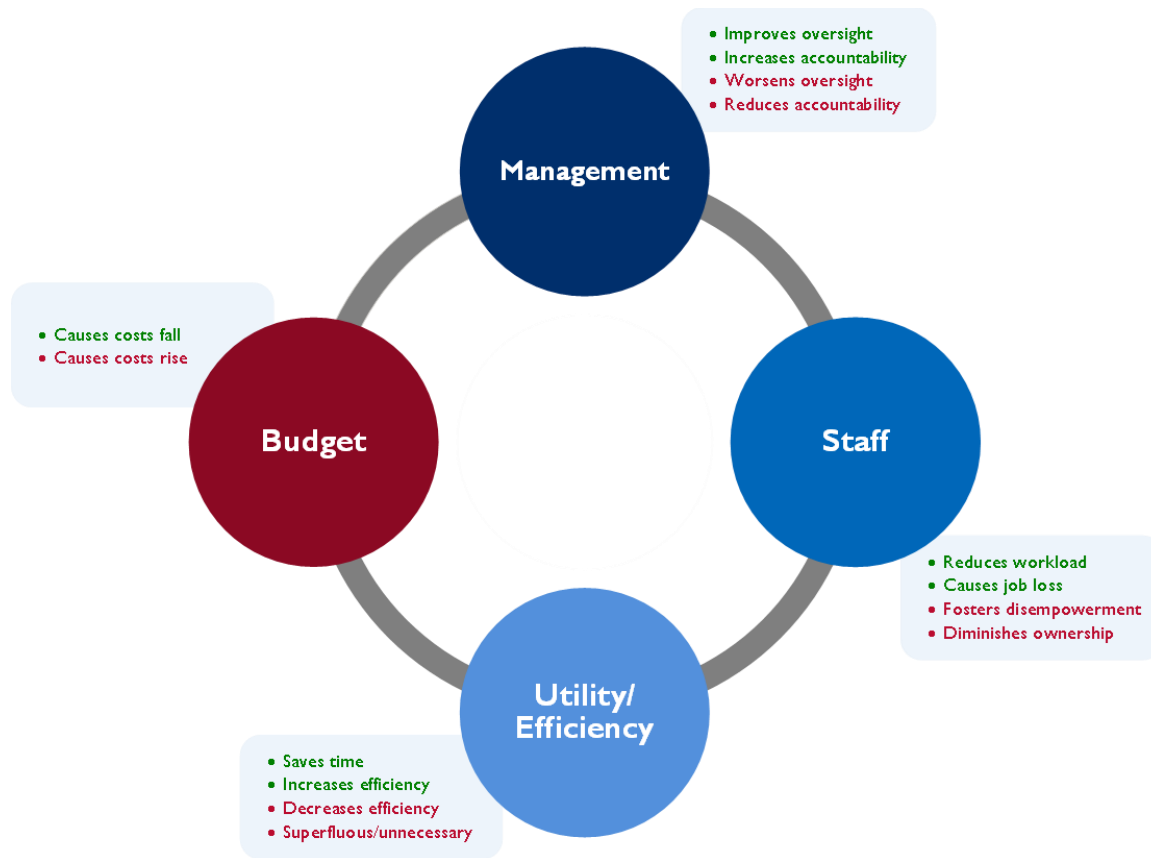 • Improves oversight
• Increases accountability
• Worsens oversight
• Reduces accountability
Management
• Causes costs fall
• Causes costs rise
Budget
Staff
• Reduces workload
• Causes job loss
• Fosters disempowerment
• Diminishes ownership
Utility/
Efficiency
• Saves time
• Increases efficiency
• Decreases efficiency
• Superfluous/unnecessary